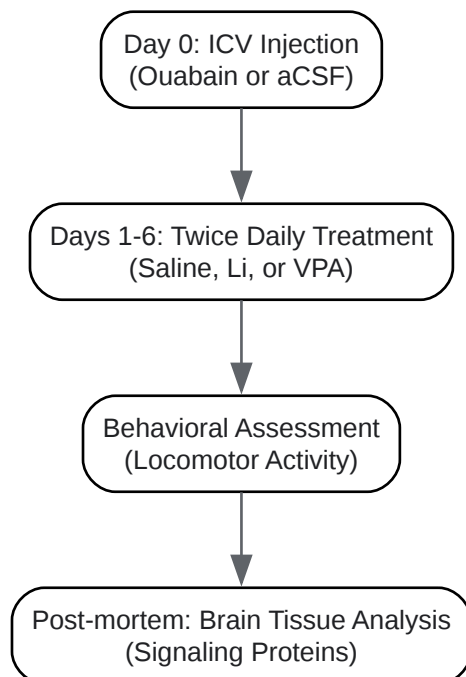 Day 0: ICV Injection
(Ouabain or aCSF)
Days 1-6: Twice Daily Treatment
(Saline, Li, or VPA)
Behavioral Assessment
(Locomotor Activity)
Post-mortem: Brain Tissue Analysis
(Signaling Proteins)